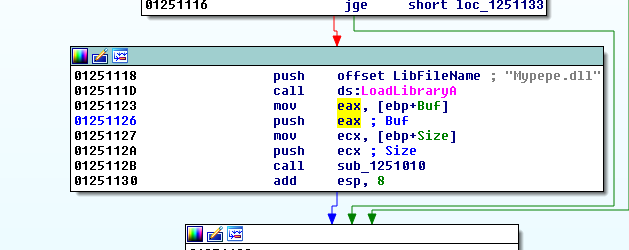 01251116 jge short loc_1251133
01251118 push offset LibFileName ; "Mypepe.dll"
0125111D call ds:LoadLibraryA
01251123 mov eax, [ebp+Buf]
01251126 push eax ; Buf
01251127 mov ecx, [ebp+Size]
0125112A push ecx ; Size
0125112B call sub_1251010
01251130 add esp, 8